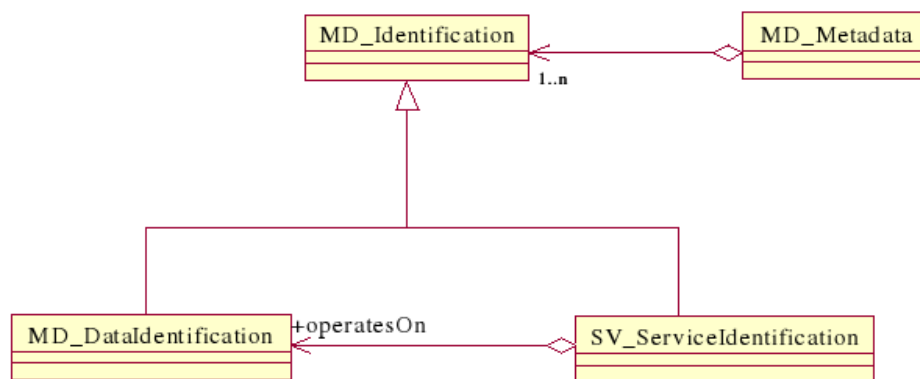 MD_Identification
MD_Metadata
1..n
MD_DataIdentification
+operatesOn
SV_ServiceIdentification